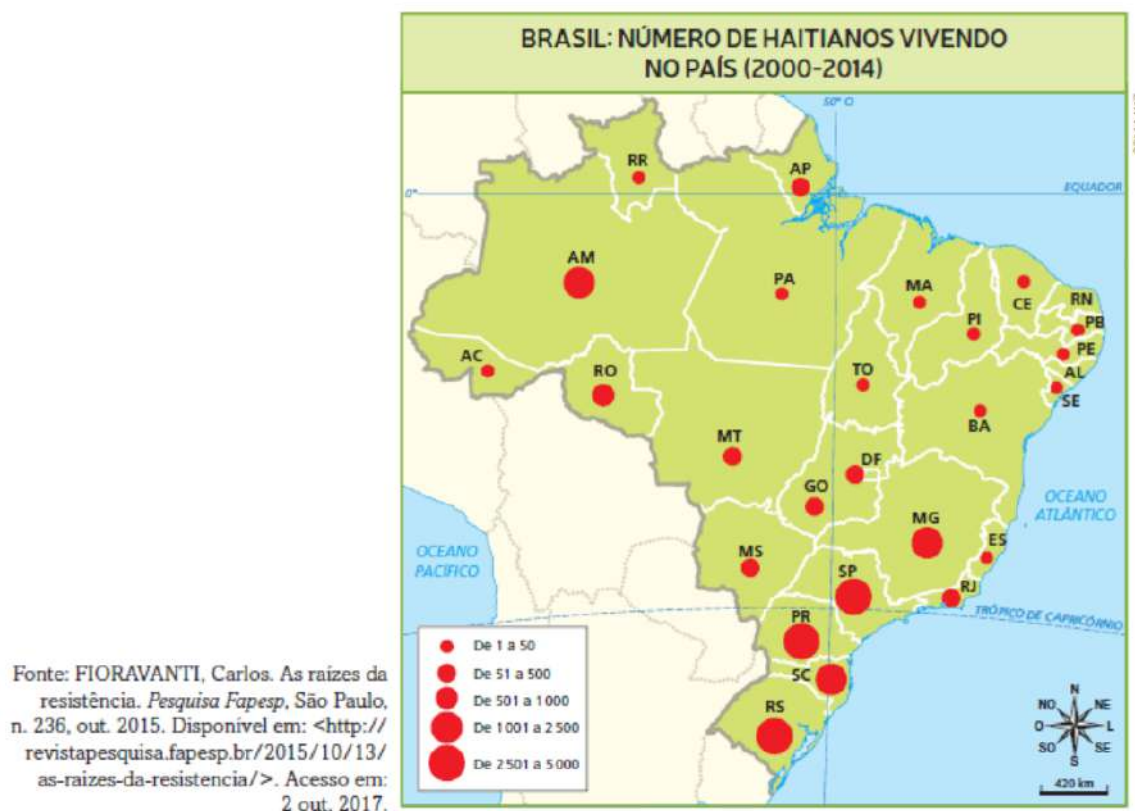 BRASIL: NÚMERO DE HAITIANOS VIVENDO
NO PAÍS (2000-2014)
50° O
RR
AP
0°
EQUADOR
AM
PA
MA
CE
RN
PB
PI
PE
AC
AL
RO
TO
SE
BA
MT
DF
GO
OCEANO
ATLÂNTICO
MG
ES
OCEANO
PACÍFICO
MS
SP
RJ
TRÓPICO DE CAPRICÓRNIO
PR
SC
RS
De 1 a 50
De 51 a 500
De 501 a 1 000
De 1 001 a 2 500
De 2 501 a 5 000
N
NO
NE
O
L
SO
SE
S
420 km
Fonte: FIORAVANTI, Carlos. As raízes da
resistência. Pesquisa Fapesp, São Paulo,
n. 236, out. 2015. Disponível em: <http://
revistapesquisa.fapesp.br/2015/10/13/
as-raizes-da-resistencia/>. Acesso em:
2 out. 2017.